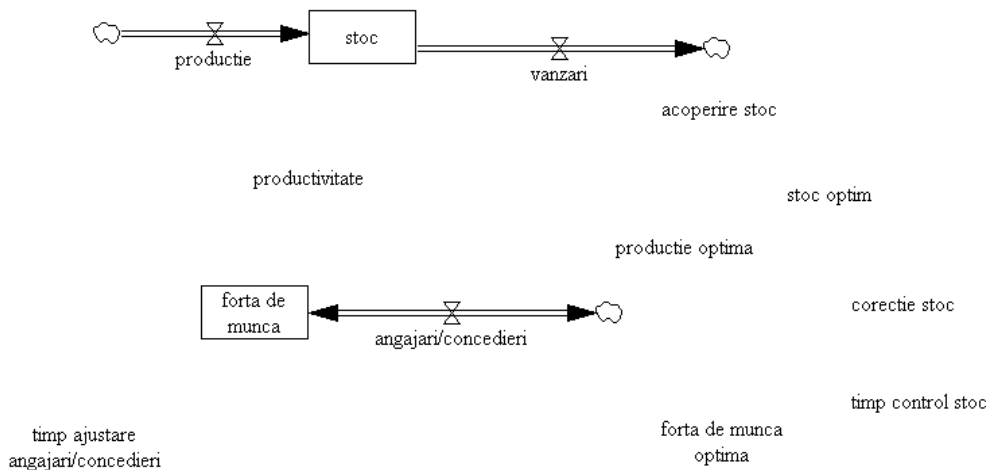 stoc
productie
vanzari
acoperire stoc
productivitate
stoc optim
productie optima
forta de
munca
corectie stoc
angajari/concedieri
timp control stoc
timp ajustare
angajari/concedieri
forta de munca
optima